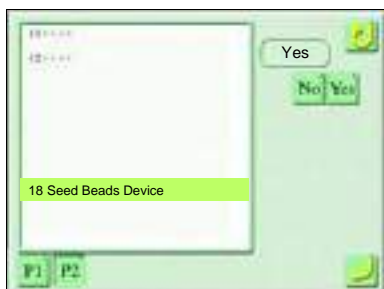 Yes
No Yes
18 Seed Beads Device
P1 P2